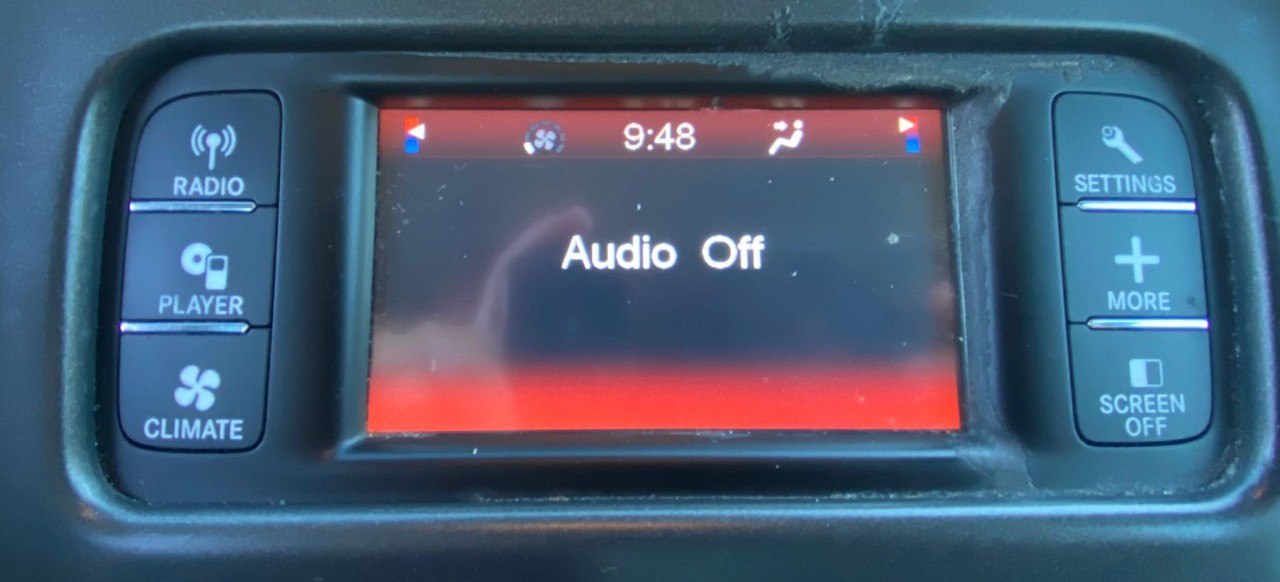 RADIO
PLAYER
CLIMATE
9:48
Audio Off
SETTINGS
MORE
SCREEN
OFF